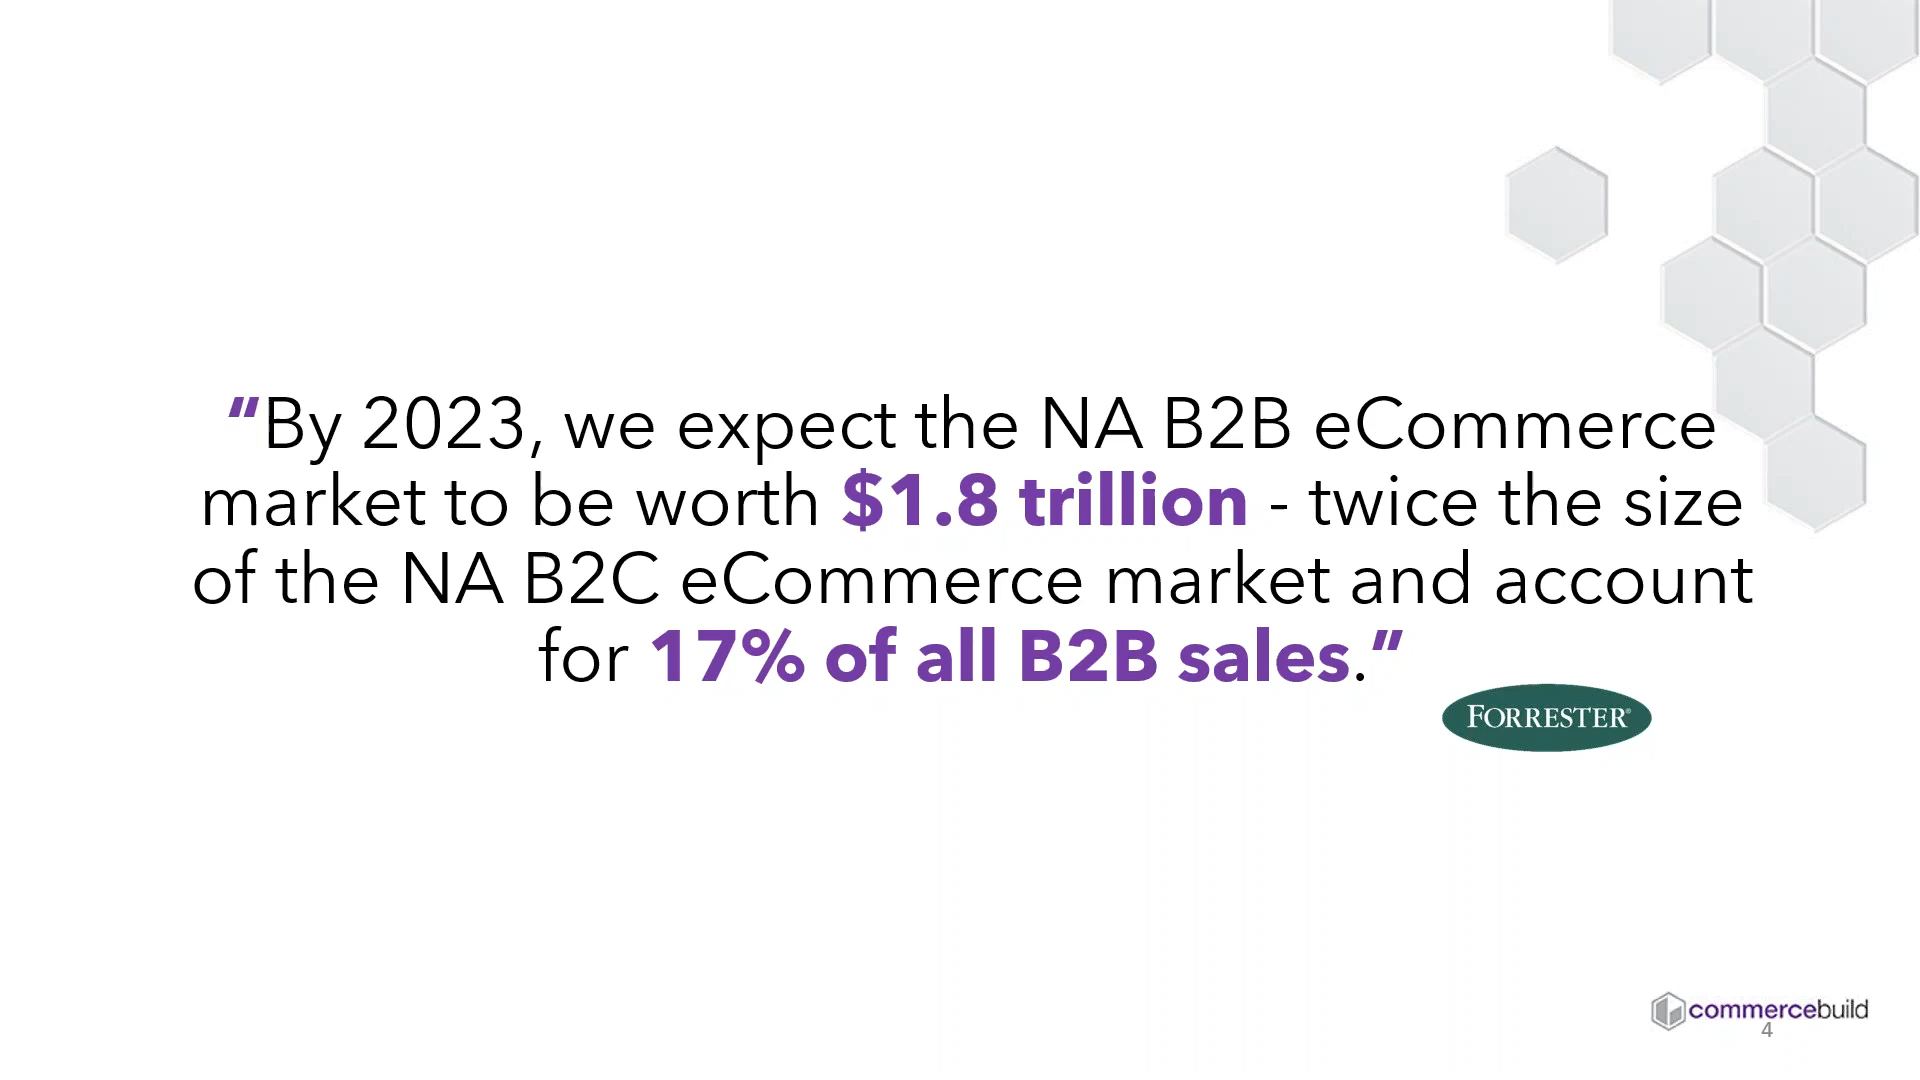 “By 2023, we expect the NA B2B eCommerce
market to be worth $1.8 trillion - twice the size
of the NA B2C eCommerce market and account
for 17% of all B2B sales.”
FORRESTER®
commercebuild
4